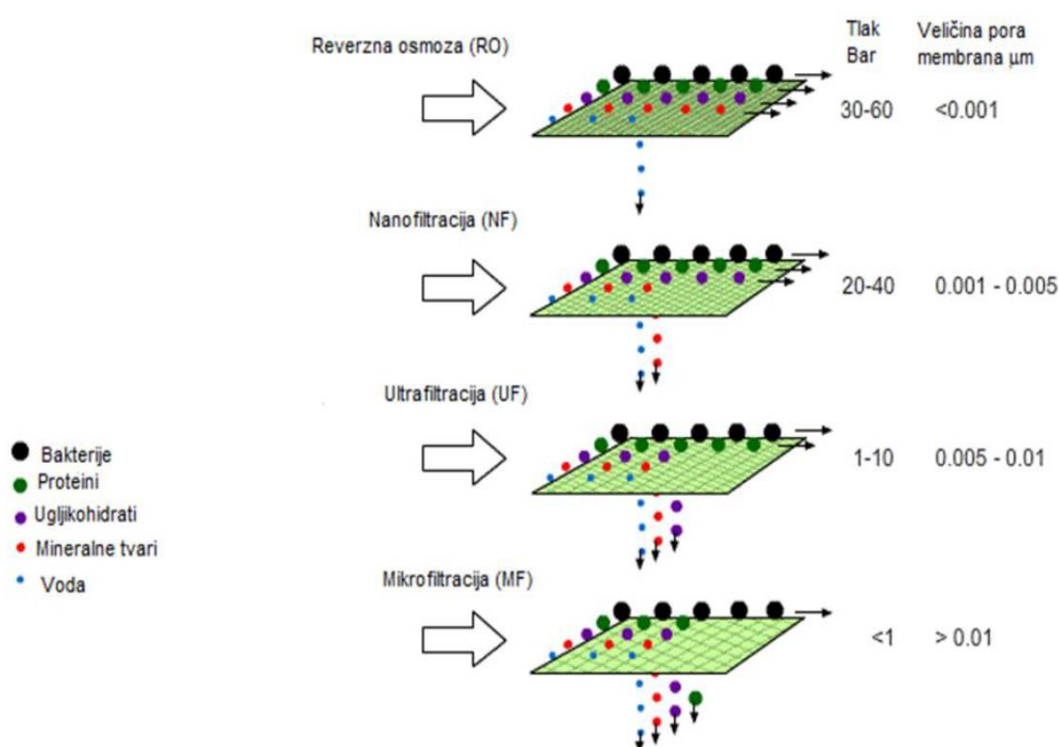 Reverzna osmoza (RO)
Tlak
Bar
Veličina pora
membrana μm
30-60
<0.001
Nanofiltracija (NF)
20-40
0.001 - 0.005
Ultrafiltracija (UF)
1-10
0.005 - 0.01
Bakterije
Proteini
Ugljikohidrati
Mineralne tvari
Voda
Mikrofiltracija (MF)
<1
> 0.01